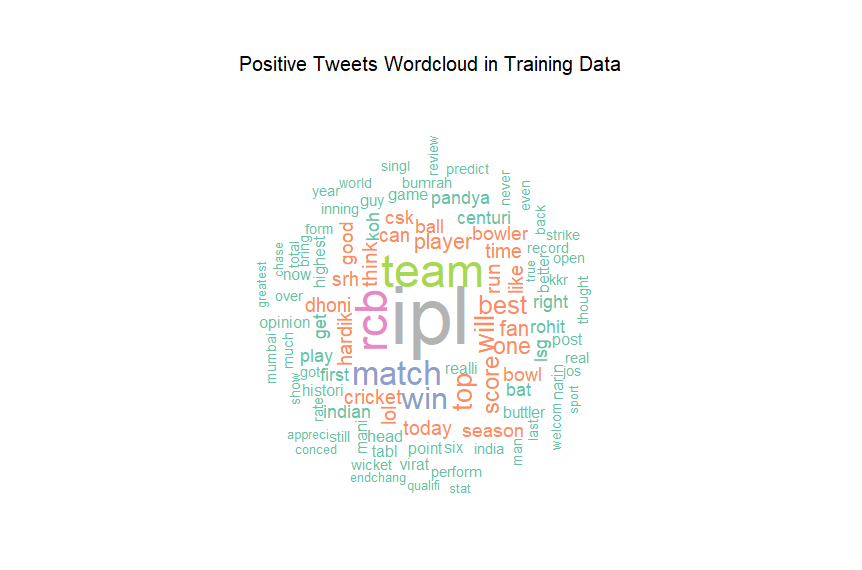 Positive Tweets Wordcloud in Training Data
review
singl
predict
world
bumrah
never
year
guy
game
pandya
even
inning
koh
csk
ball
centuri
back
form
good
can
player
bowler
strike
total
bring
highest
think
time
record
chase
now
srh
team
run
like
true
better
open
kkr
greatest
over
dhoni
rcb
ipl
will
best
right
thought
opinion
get
hardik
fan
rohit
mumbai
much
play
one
lsg
post
show
got
first
match
realli
bowl
real
jos
histori
cricket
win
top
score
bat
narin
sport
rate
indian
lol
buttler
welcom
appreci
still
mani
head
today
season
last
conced
tabl
point
six
india
man
wicket
virat
perform
endchang
qualifi
stat